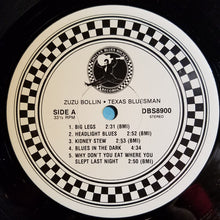 ZUZU BOLLIN • TEXAS BLUESMAN
SIDE A
DBS8900
33⅓ RPM
STEREO
1. BIG LEGS 2:31 (BMI)
2. HEADLIGHT BLUES 2:52 (BMI)
3. KIDNEY STEW 2:53 (BMI)
4. BLUES IN THE DARK 4:34
5. WHY DON'T YOU EAT WHERE YOU
SLEPT LAST NIGHT 2:50 (BMI)